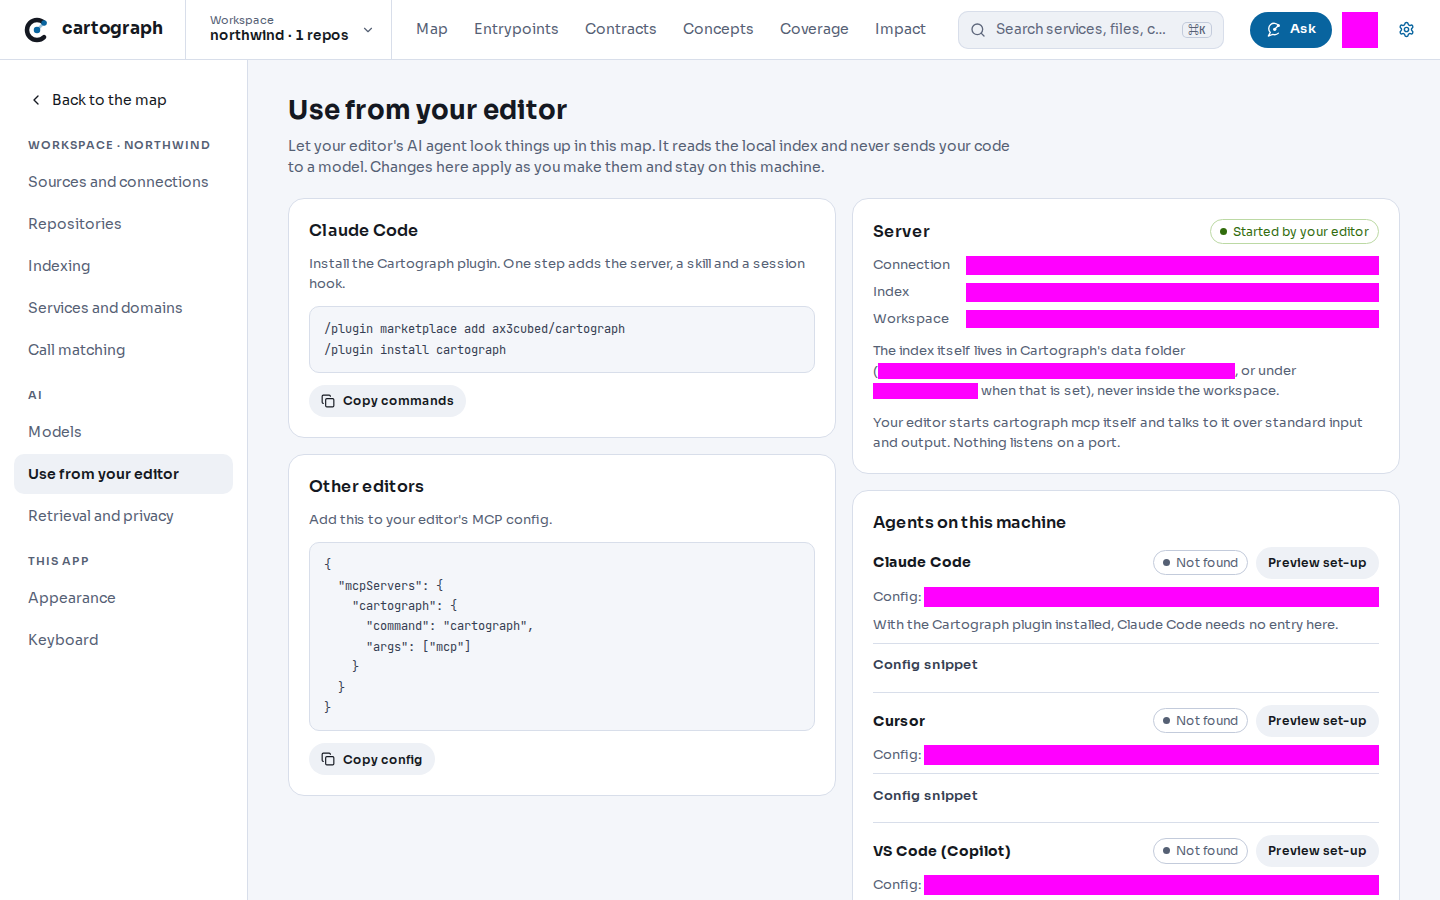 cartograph
Workspace
northwind · 1 repos
Map
Entrypoints
Contracts
Concepts
Coverage
Impact
Search services, files, c...
⌘K
Ask
Back to the map
WORKSPACE · NORTHWIND
Sources and connections
Repositories
Indexing
Services and domains
Call matching
AI
Models
Use from your editor
Retrieval and privacy
THIS APP
Appearance
Keyboard
Use from your editor
Let your editor's AI agent look things up in this map. It reads the local index and never sends your code
to a model. Changes here apply as you make them and stay on this machine.
Claude Code
Install the Cartograph plugin. One step adds the server, a skill and a session
hook.
/plugin marketplace add ax3cubed/cartograph
/plugin install cartograph
Copy commands
Other editors
Add this to your editor's MCP config.
{
"mcpServers": {
"cartograph": {
"command": "cartograph",
"args": ["mcp"]
}
}
}
Copy config
Server
Started by your editor
Connection
Index
Workspace
The index itself lives in Cartograph's data folder
(, or under
when that is set), never inside the workspace.
Your editor starts cartograph mcp itself and talks to it over standard input
and output. Nothing listens on a port.
Agents on this machine
Claude Code
Not found
Preview set-up
Config:
With the Cartograph plugin installed, Claude Code needs no entry here.
Config snippet
Cursor
Not found
Preview set-up
Config:
Config snippet
VS Code (Copilot)
Not found
Preview set-up
Config: